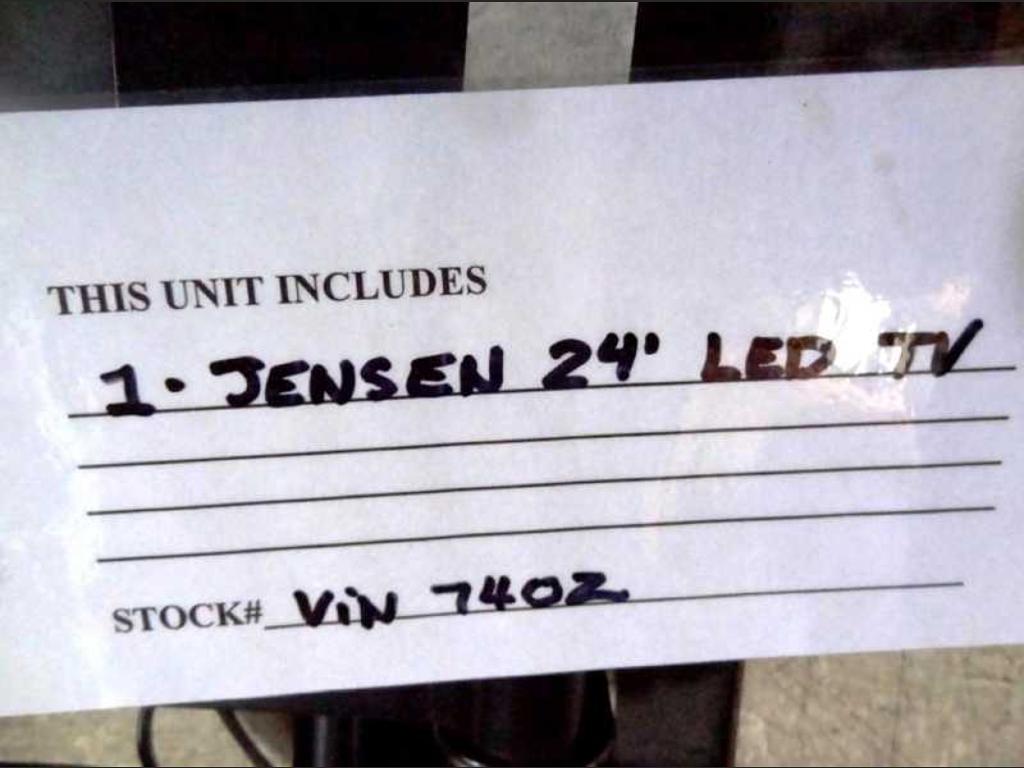 THIS UNIT INCLUDES
1. JENSEN 24" LED TV
STOCK# ViN 7402